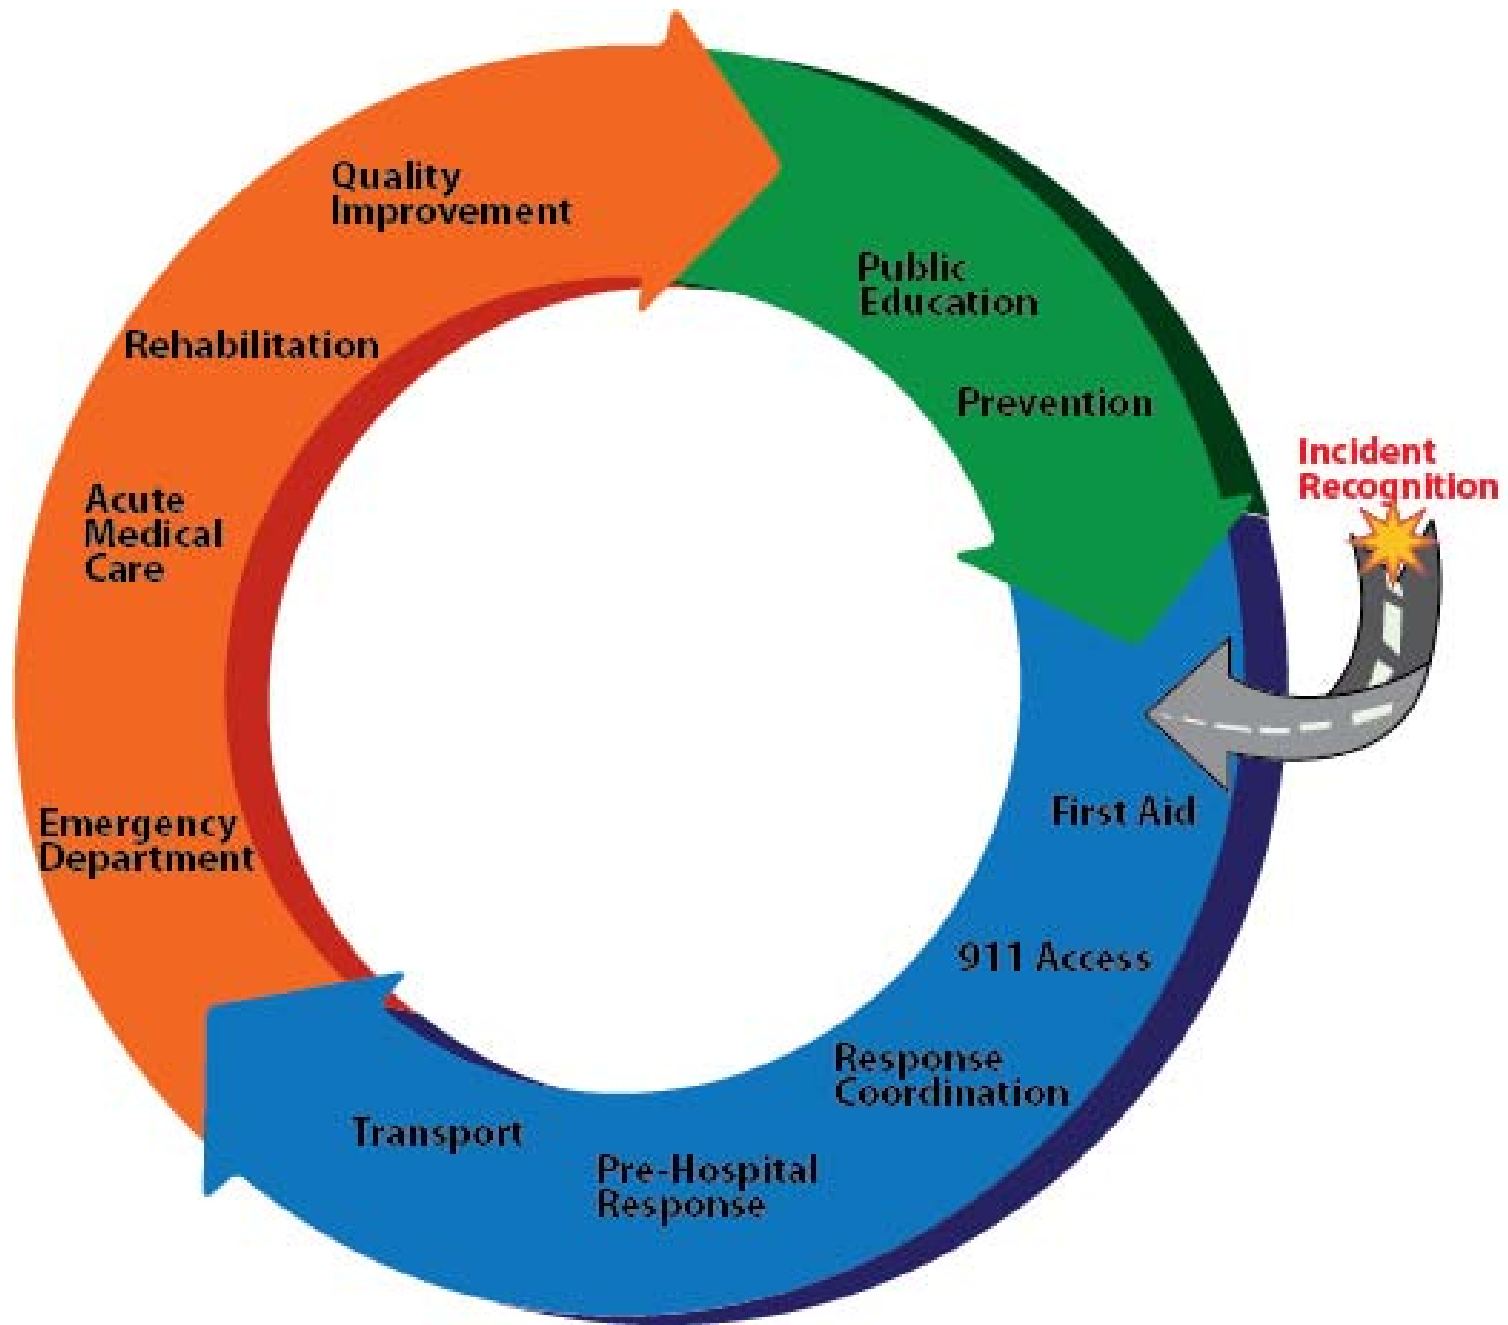 Quality
Improvement
Public
Education
Rehabilitation
Prevention
Incident
Recognition
Acute
Medical
Care
First Aid
Emergency
Department
911 Access
Response
Coordination
Transport
Pre-Hospital
Response